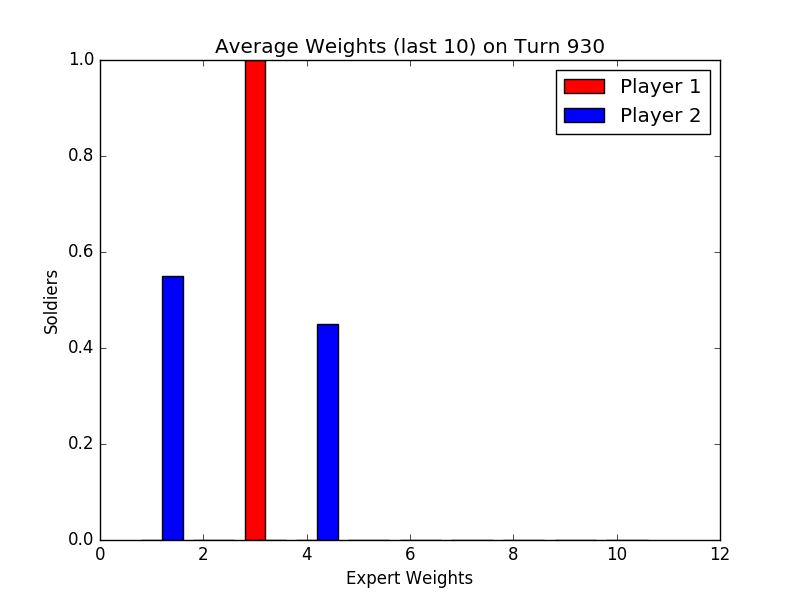 Average Weights (last 10) on Turn 930
1.0
0.8
0.6
0.4
0.2
0.0
Soldiers
Player 1
Player 2
0 2 4 6 8 10 12
Expert Weights